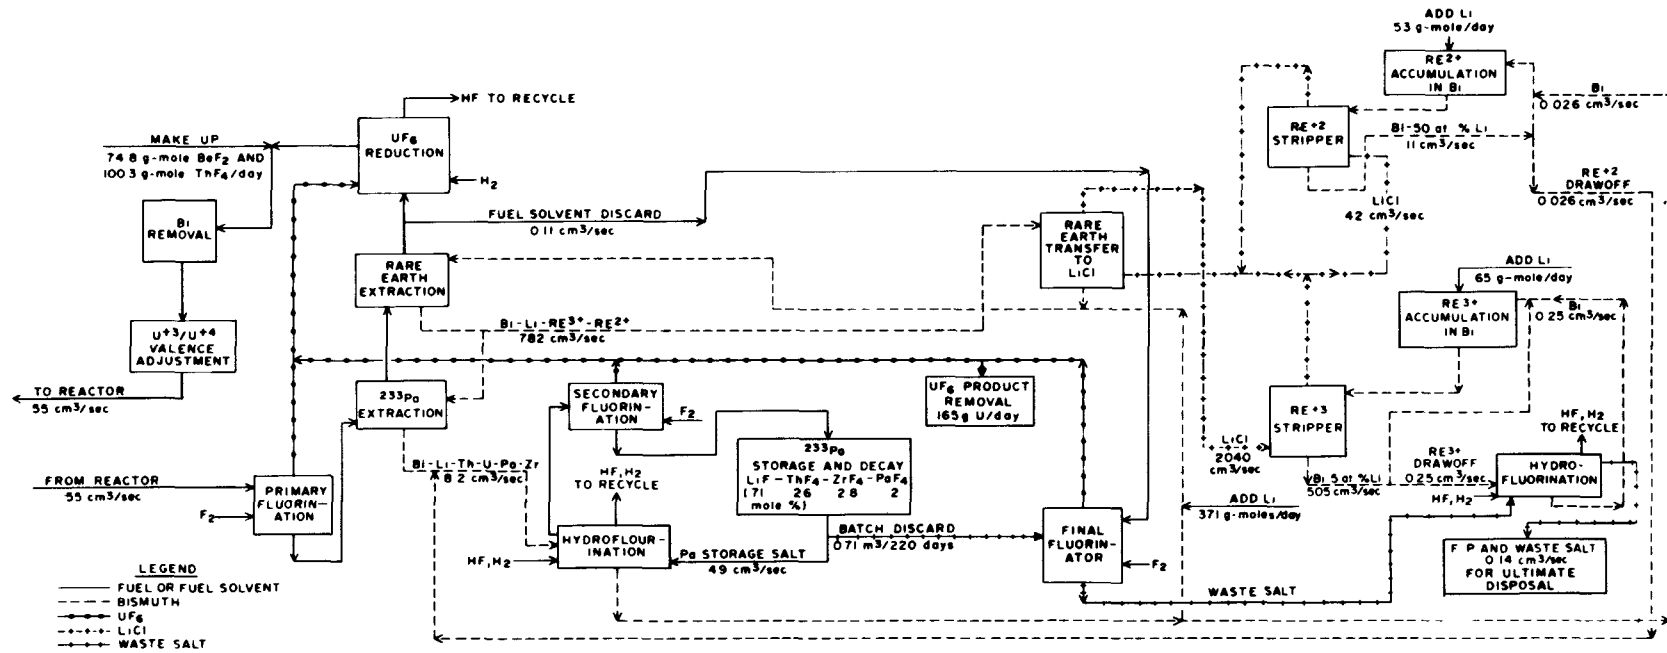 ADD Li
53 g-mole/day
RE2+
ACCUMULATION
IN Bi
Bi
0.026 cm3/sec
HF TO RECYCLE
MAKE UP
74.8 g-mole BeF2 AND
100.3 g-mole ThF4/day
UF6
REDUCTION
H2
RE+2
STRIPPER
Bi-50 at % Li
11 cm3/sec
RE+2
DRAWOFF
0.026 cm3/sec
LiCl
42 cm3/sec
Bi
REMOVAL
FUEL SOLVENT DISCARD
0.11 cm3/sec
RARE
EARTH
TRANSFER
TO
LiCl
RARE
EARTH
EXTRACTION
ADD Li
65 g-mole/day
RE3+
ACCUMULATION
IN Bi
Bi
0.25 cm3/sec
U+3/U+4
VALENCE
ADJUSTMENT
Bi-Li-RE3+-RE2+
782 cm3/sec
TO REACTOR
55 cm3/sec
233Pa
EXTRACTION
SECONDARY
FLUORIN-
ATION
F2
UF6 PRODUCT
REMOVAL
165g U/day
RE+3
STRIPPER
LiCl
2040
cm3/sec
HF, H2
TO RECYCLE
233Pa
STORAGE AND DECAY
LiF-ThF4-ZrF4-PaF4
(71 26 2.8 .2
mole %)
Bi-Li-Th-U-Pa-Zr
8.2 cm3/sec
HF, H2
TO RECYCLE
FROM REACTOR
55 cm3/sec
PRIMARY
FLUORIN-
ATION
F2
Bi 5 at %Li
505 cm3/sec
RE3+
DRAWOFF
0.25 cm3/sec
HF, H2
HYDRO-
FLUORINATION
ADD Li
371 g-moles/day
BATCH DISCARD
0.71 m3/220 days
HYDROFLOUR-
INATION
HF, H2
Pa STORAGE SALT
49 cm3/sec
FINAL
FLUORIN-
ATOR
F2
F P AND WASTE SALT
0.14 cm3/sec
FOR ULTIMATE
DISPOSAL
WASTE SALT
LEGEND
FUEL OR FUEL SOLVENT
BISMUTH
UF6
LiCl
WASTE SALT